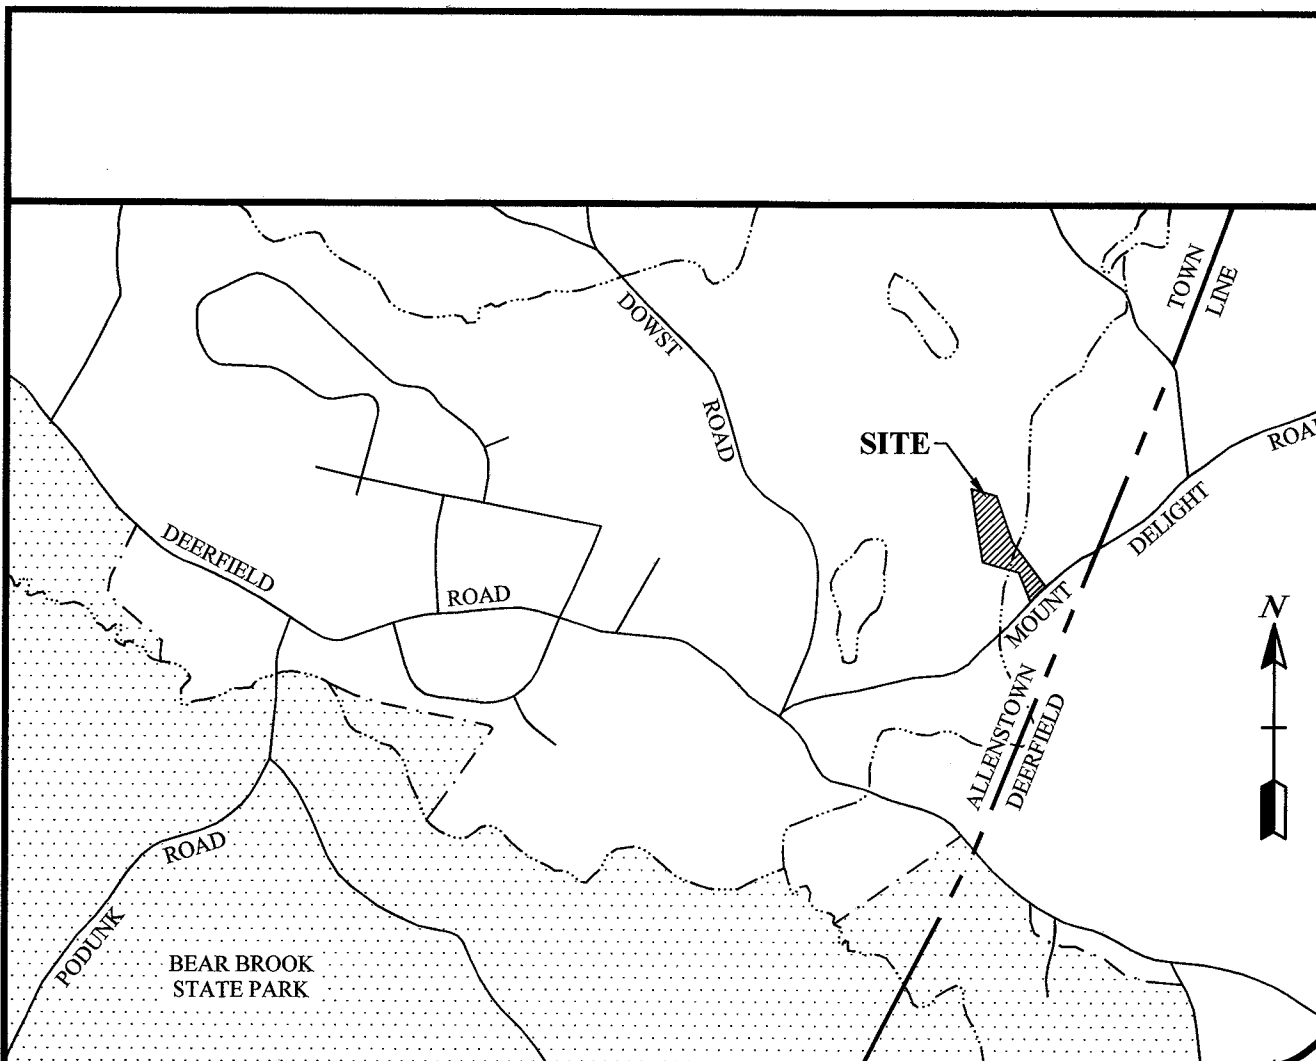 TOWN
LINE
DOWST
ROAD
SITE
ROA
DELIGHT
MOUNT
DEERFIELD
ROAD
N
ALLENSTOWN
DEERFIELD
ROAD
PODUNK
BEAR BROOK
STATE PARK